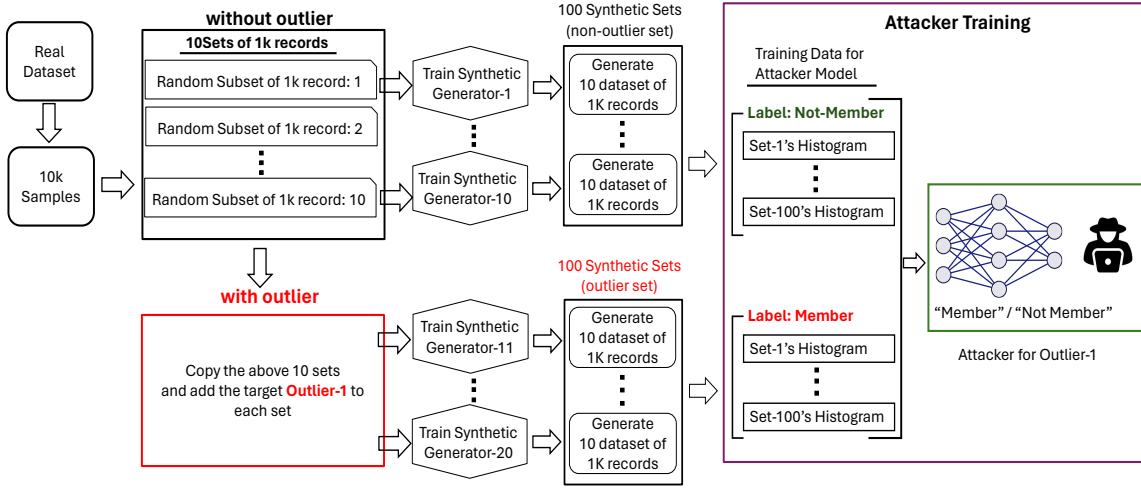 Real
Dataset
10k
Samples
without outlier
10Sets of 1k records
Random Subset of 1k record: 1
Random Subset of 1k record: 2
Random Subset of 1k record: 10
Train Synthetic
Generator-1
Train Synthetic
Generator-10
100 Synthetic Sets
(non-outlier set)
Generate
10 dataset of
1K records
Generate
10 dataset of
1K records
with outlier
Copy the above 10 sets
and add the target Outlier-1 to
each set
Train Synthetic
Generator-11
Train Synthetic
Generator-20
100 Synthetic Sets
(outlier set)
Generate
10 dataset of
1K records
Generate
10 dataset of
1K records
Attacker Training
Training Data for
Attacker Model
Label: Not-Member
Set-1's Histogram
Set-100's Histogram
Label: Member
Set-1's Histogram
Set-100's Histogram
“Member” / “Not Member”
Attacker for Outlier-1